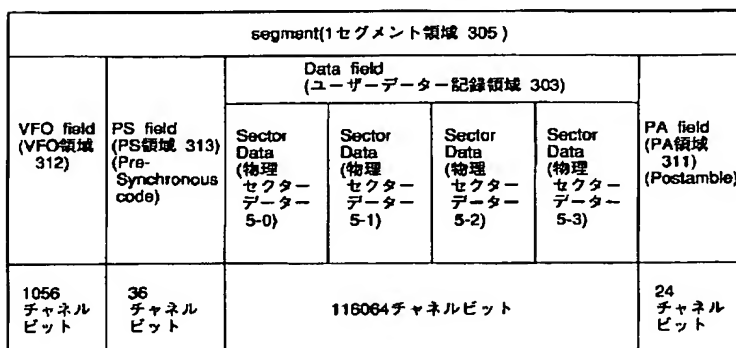 segment(1セグメント領域 305 )
VFO field
(VFO領域
312)
PS field
(PS領域 313)
(Pre-
Synchronous
code)
Data field
(ユーザーデーター記録領域 303)
Sector
Data
(物理
セクター
データー
5-0)
Sector
Data
(物理
セクター
データー
5-1)
Sector
Data
(物理
セクター
データー
5-2)
Sector
Data
(物理
セクター
データー
5-3)
PA field
(PA領域
311)
(Postamble)
1056
チャネル
ビット
36
チャネル
ビット
116064チャネルビット
24
チャネル
ビット